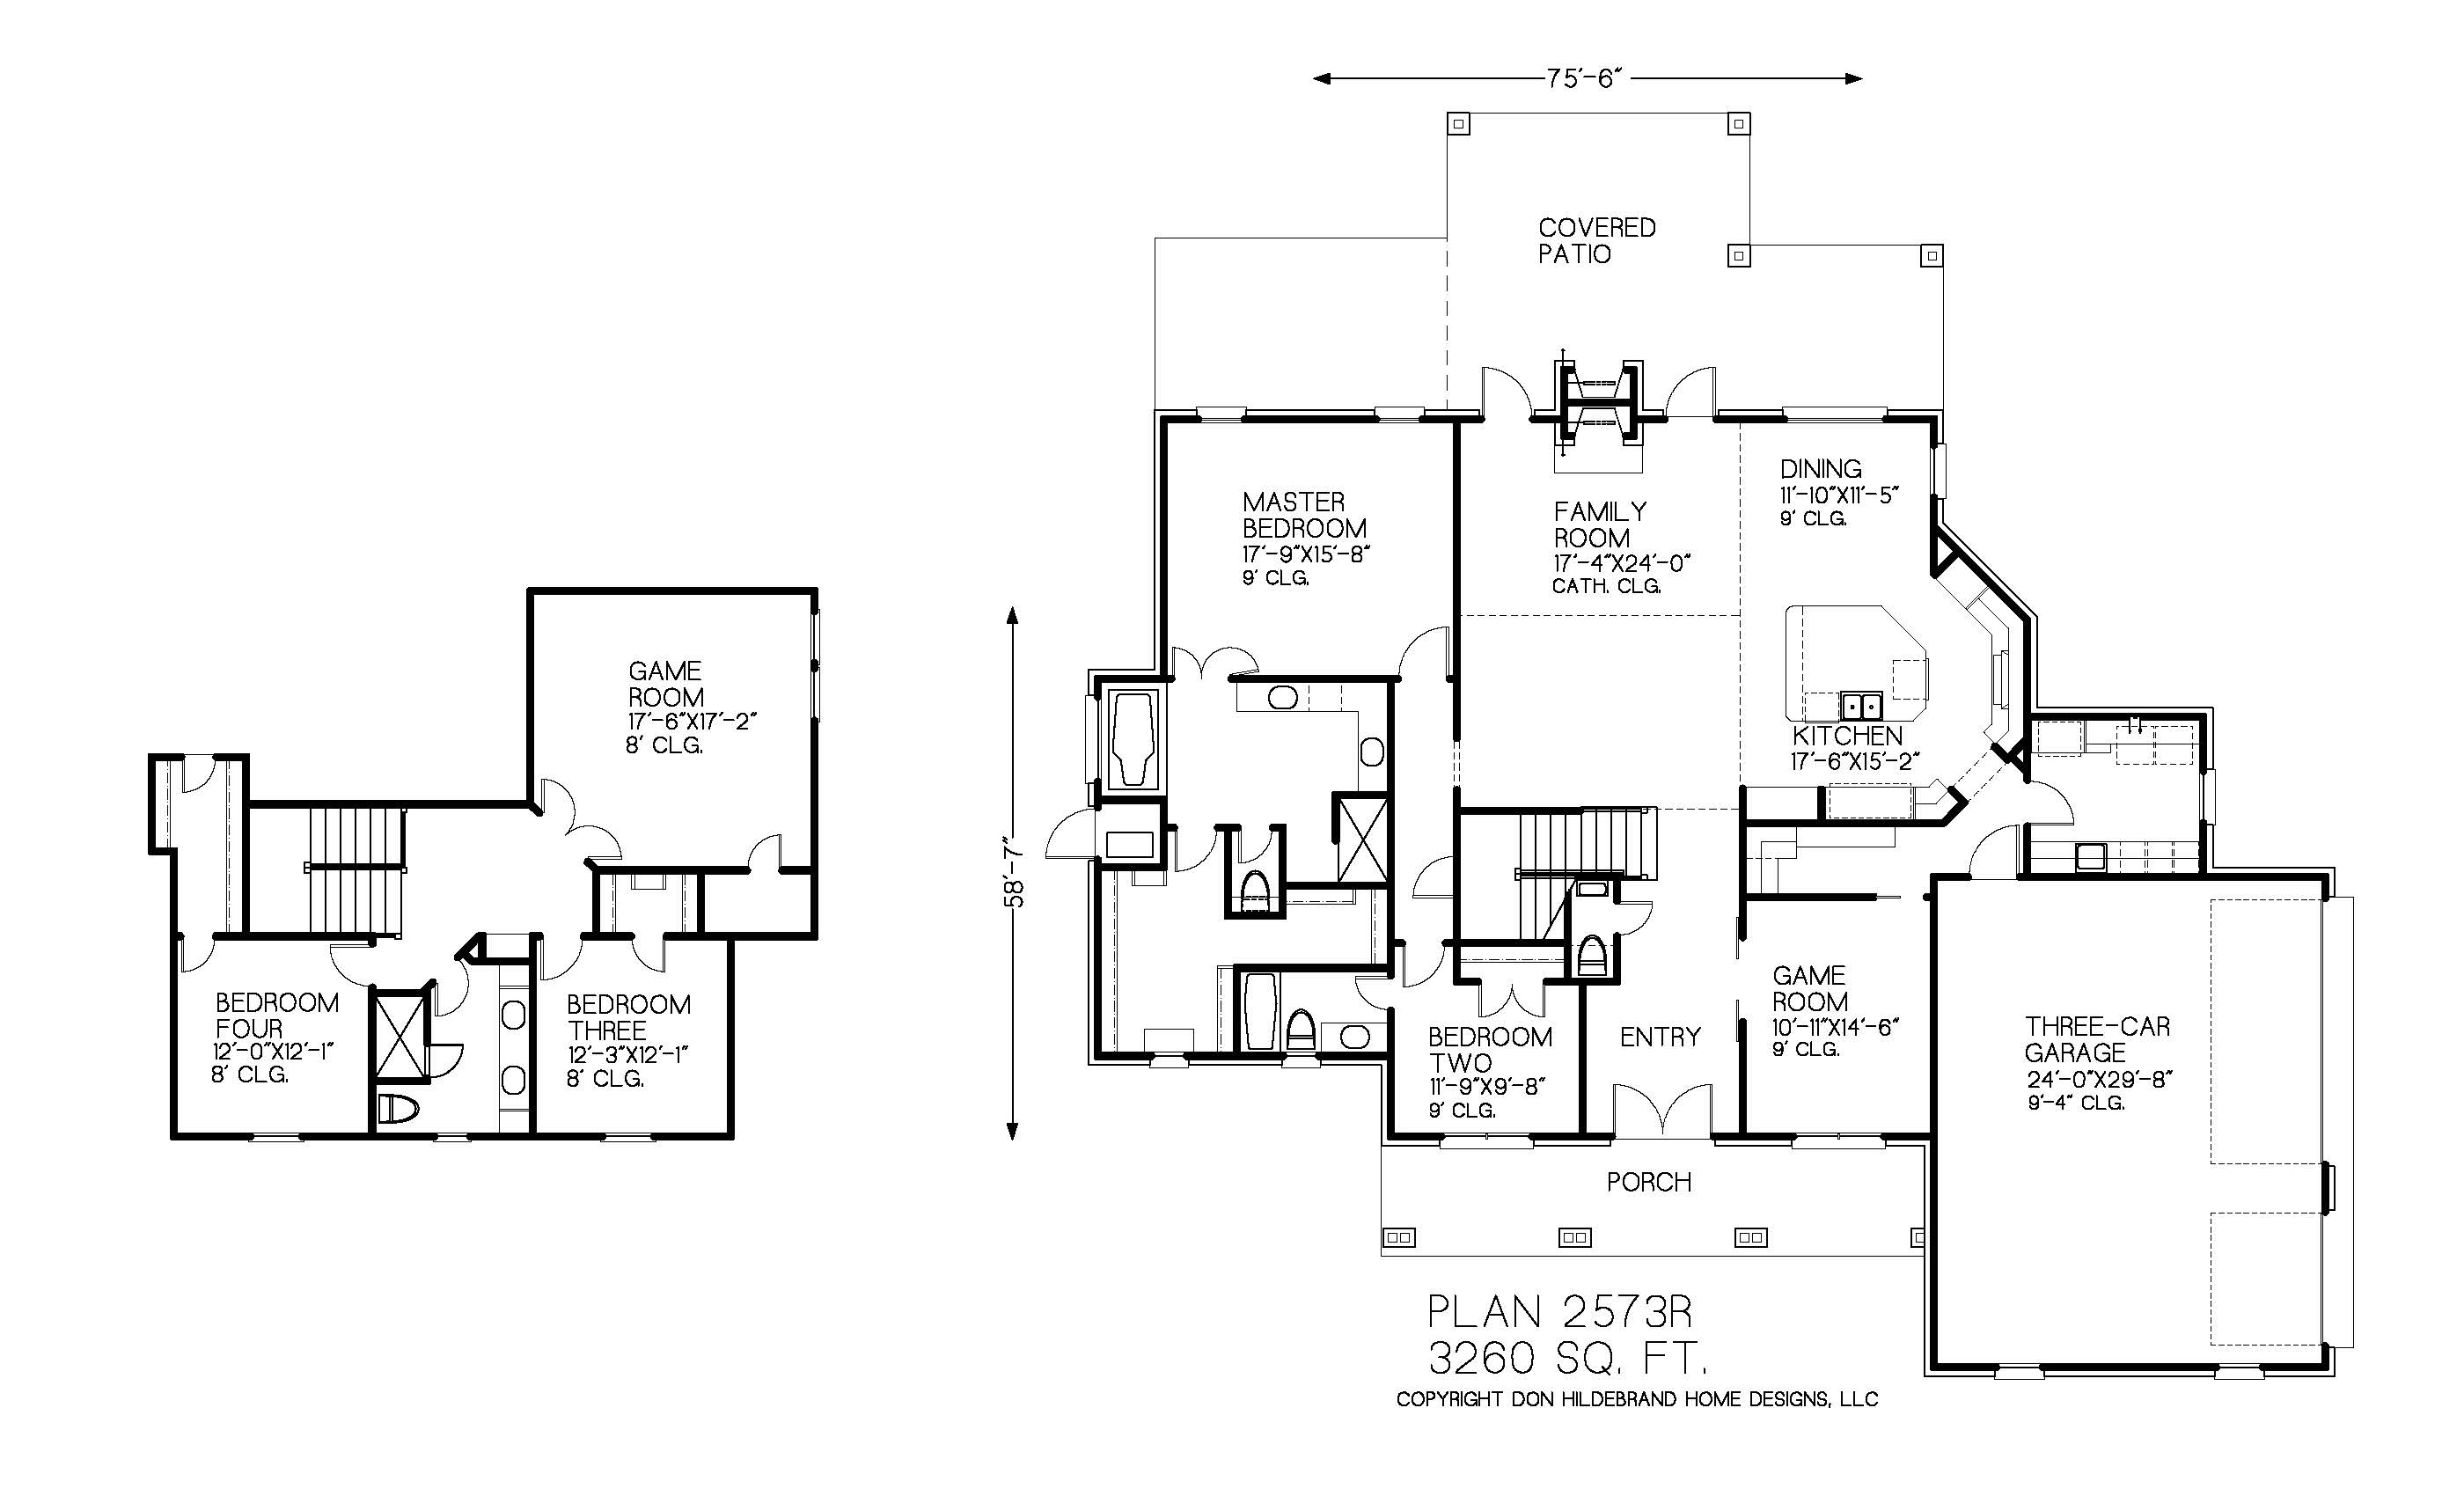 75'-6"
COVERED
PATIO
MASTER
BEDROOM
17'-9"X15'-8"
9' CLG.
FAMILY
ROOM
17'-4"X24'-0"
CATH. CLG.
DINING
11'-10"X11'-5"
9' CLG.
KITCHEN
17'-6"X15'-2"
GAME
ROOM
17'-6"X17'-2"
8' CLG.
58'-7"
BEDROOM
FOUR
12'-0"X12'-1"
8' CLG.
BEDROOM
THREE
12'-3"X12'-1"
8' CLG.
BEDROOM
TWO
11'-9"X9'-8"
9' CLG.
ENTRY
GAME
ROOM
10'-11"X14'-6"
9' CLG.
THREE-CAR
GARAGE
24'-0"X29'-8"
9'-4" CLG.
PORCH
PLAN 2573R
3260 SQ. FT.
COPYRIGHT DON HILDEBRAND HOME DESIGNS, LLC